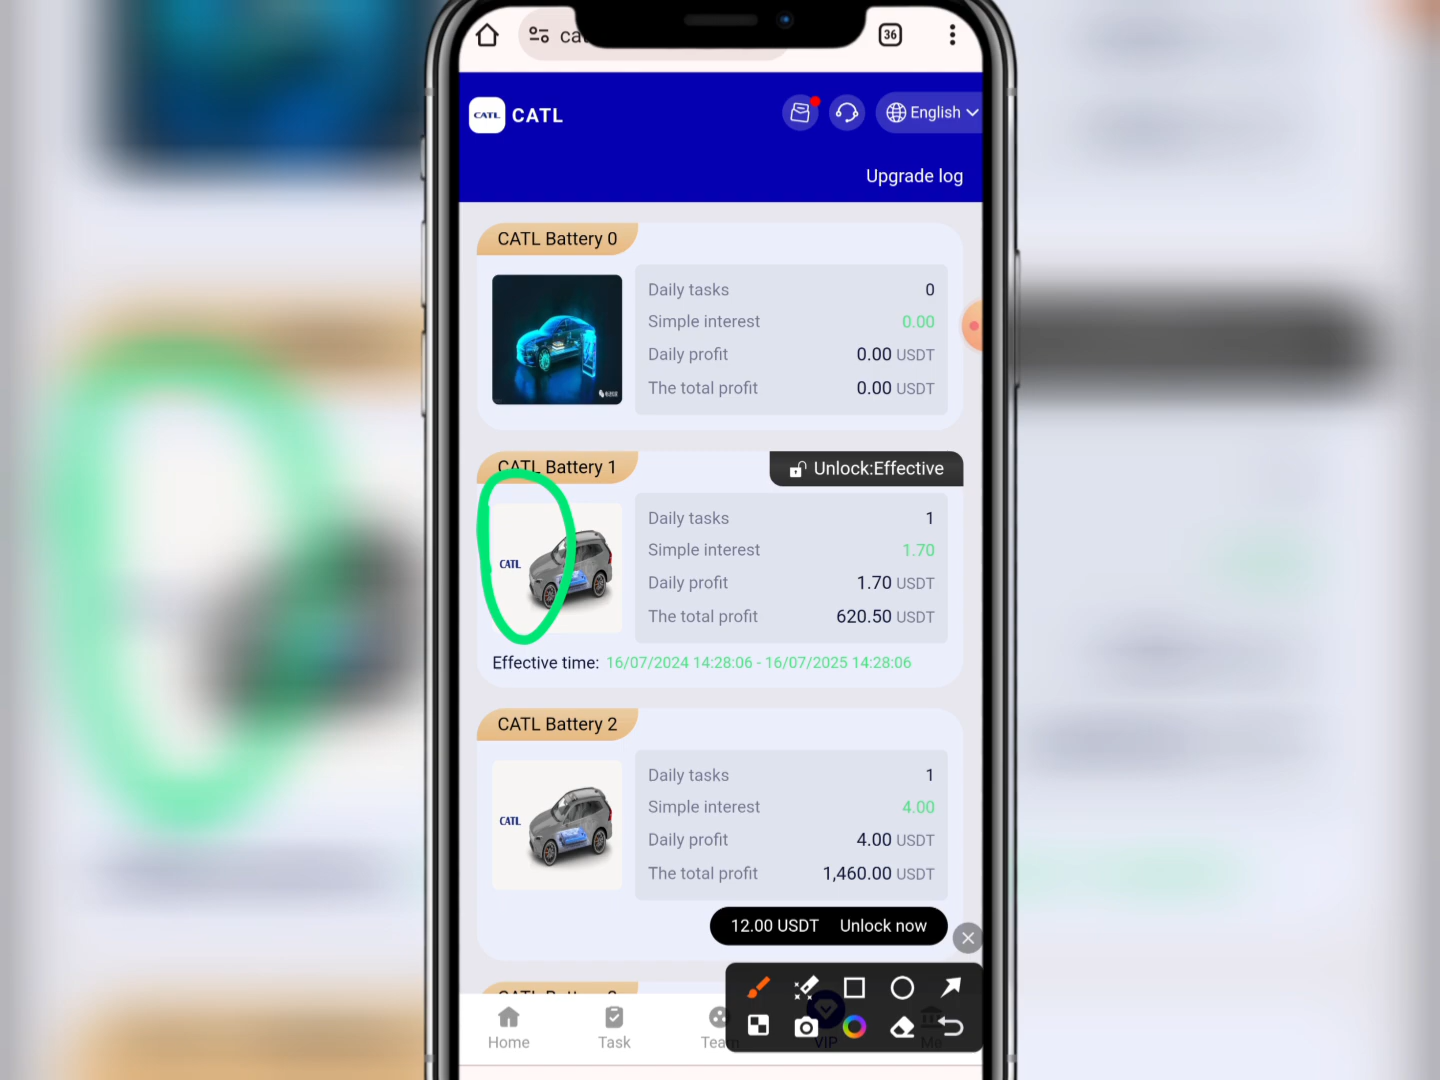 36
CATL
CATL
English
Upgrade log
CATL Battery 0
Daily tasks 0
Simple interest 0.00
Daily profit 0.00 USDT
The total profit 0.00 USDT
CATL Battery 1
Unlock:Effective
CATL
Daily tasks 1
Simple interest 1.70
Daily profit 1.70 USDT
The total profit 620.50 USDT
Effective time: 16/07/2024 14:28:06 - 16/07/2025 14:28:06
CATL Battery 2
CATL
Daily tasks 1
Simple interest 4.00
Daily profit 4.00 USDT
The total profit 1,460.00 USDT
12.00 USDT Unlock now
Home
Task
VIP
Me